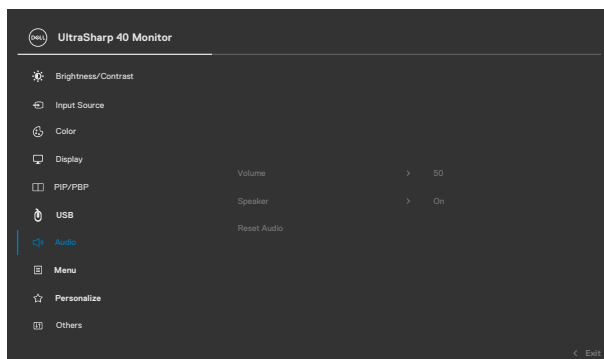 DELL UltraSharp 40 Monitor
Brightness/Contrast
Input Source
Color
Display
Volume > 50
PIP/PBP
Speaker > On
USB
Reset Audio
Audio
Menu
Personalize
Others
< Exit